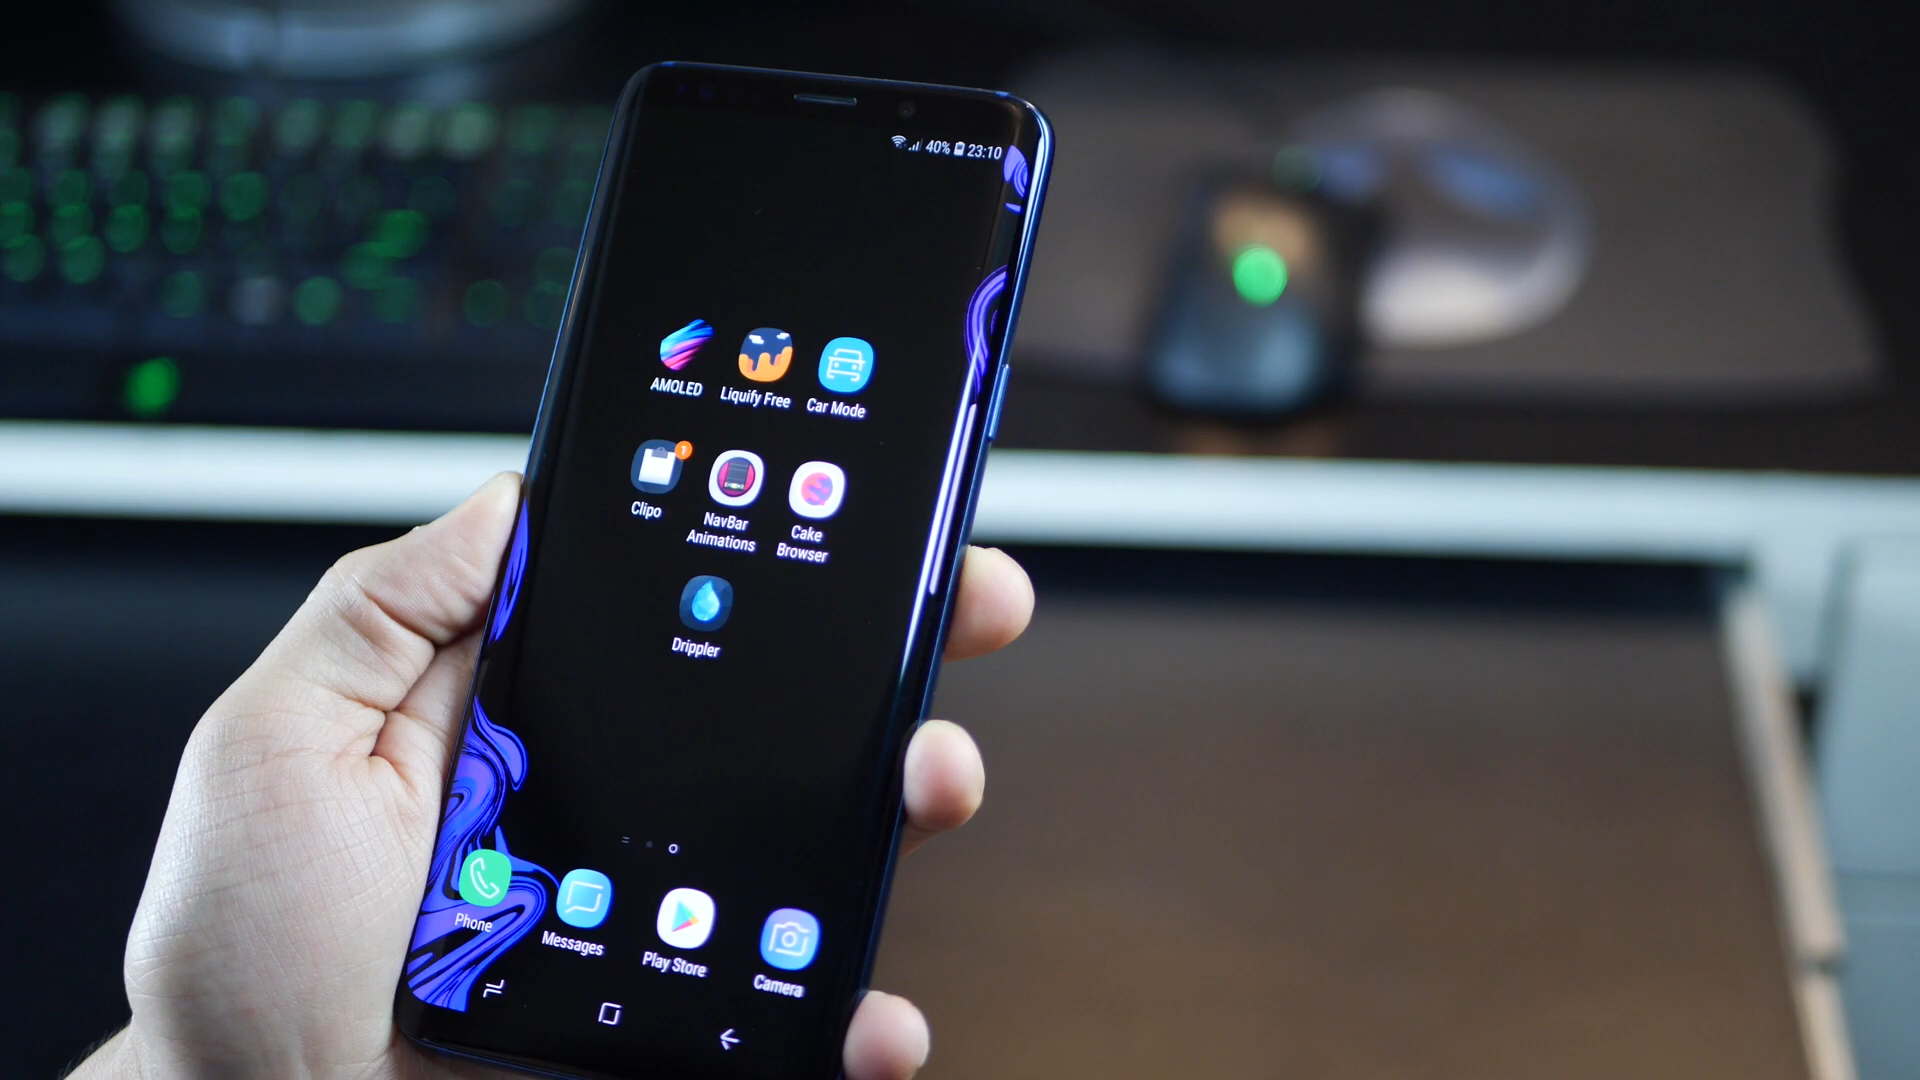 40% 23:10
AMOLED
Liquify Free
Car Mode
1
Clipo
NavBar
Animations
Cake
Browser
Drippler
Phone
Messages
Play Store
Camera